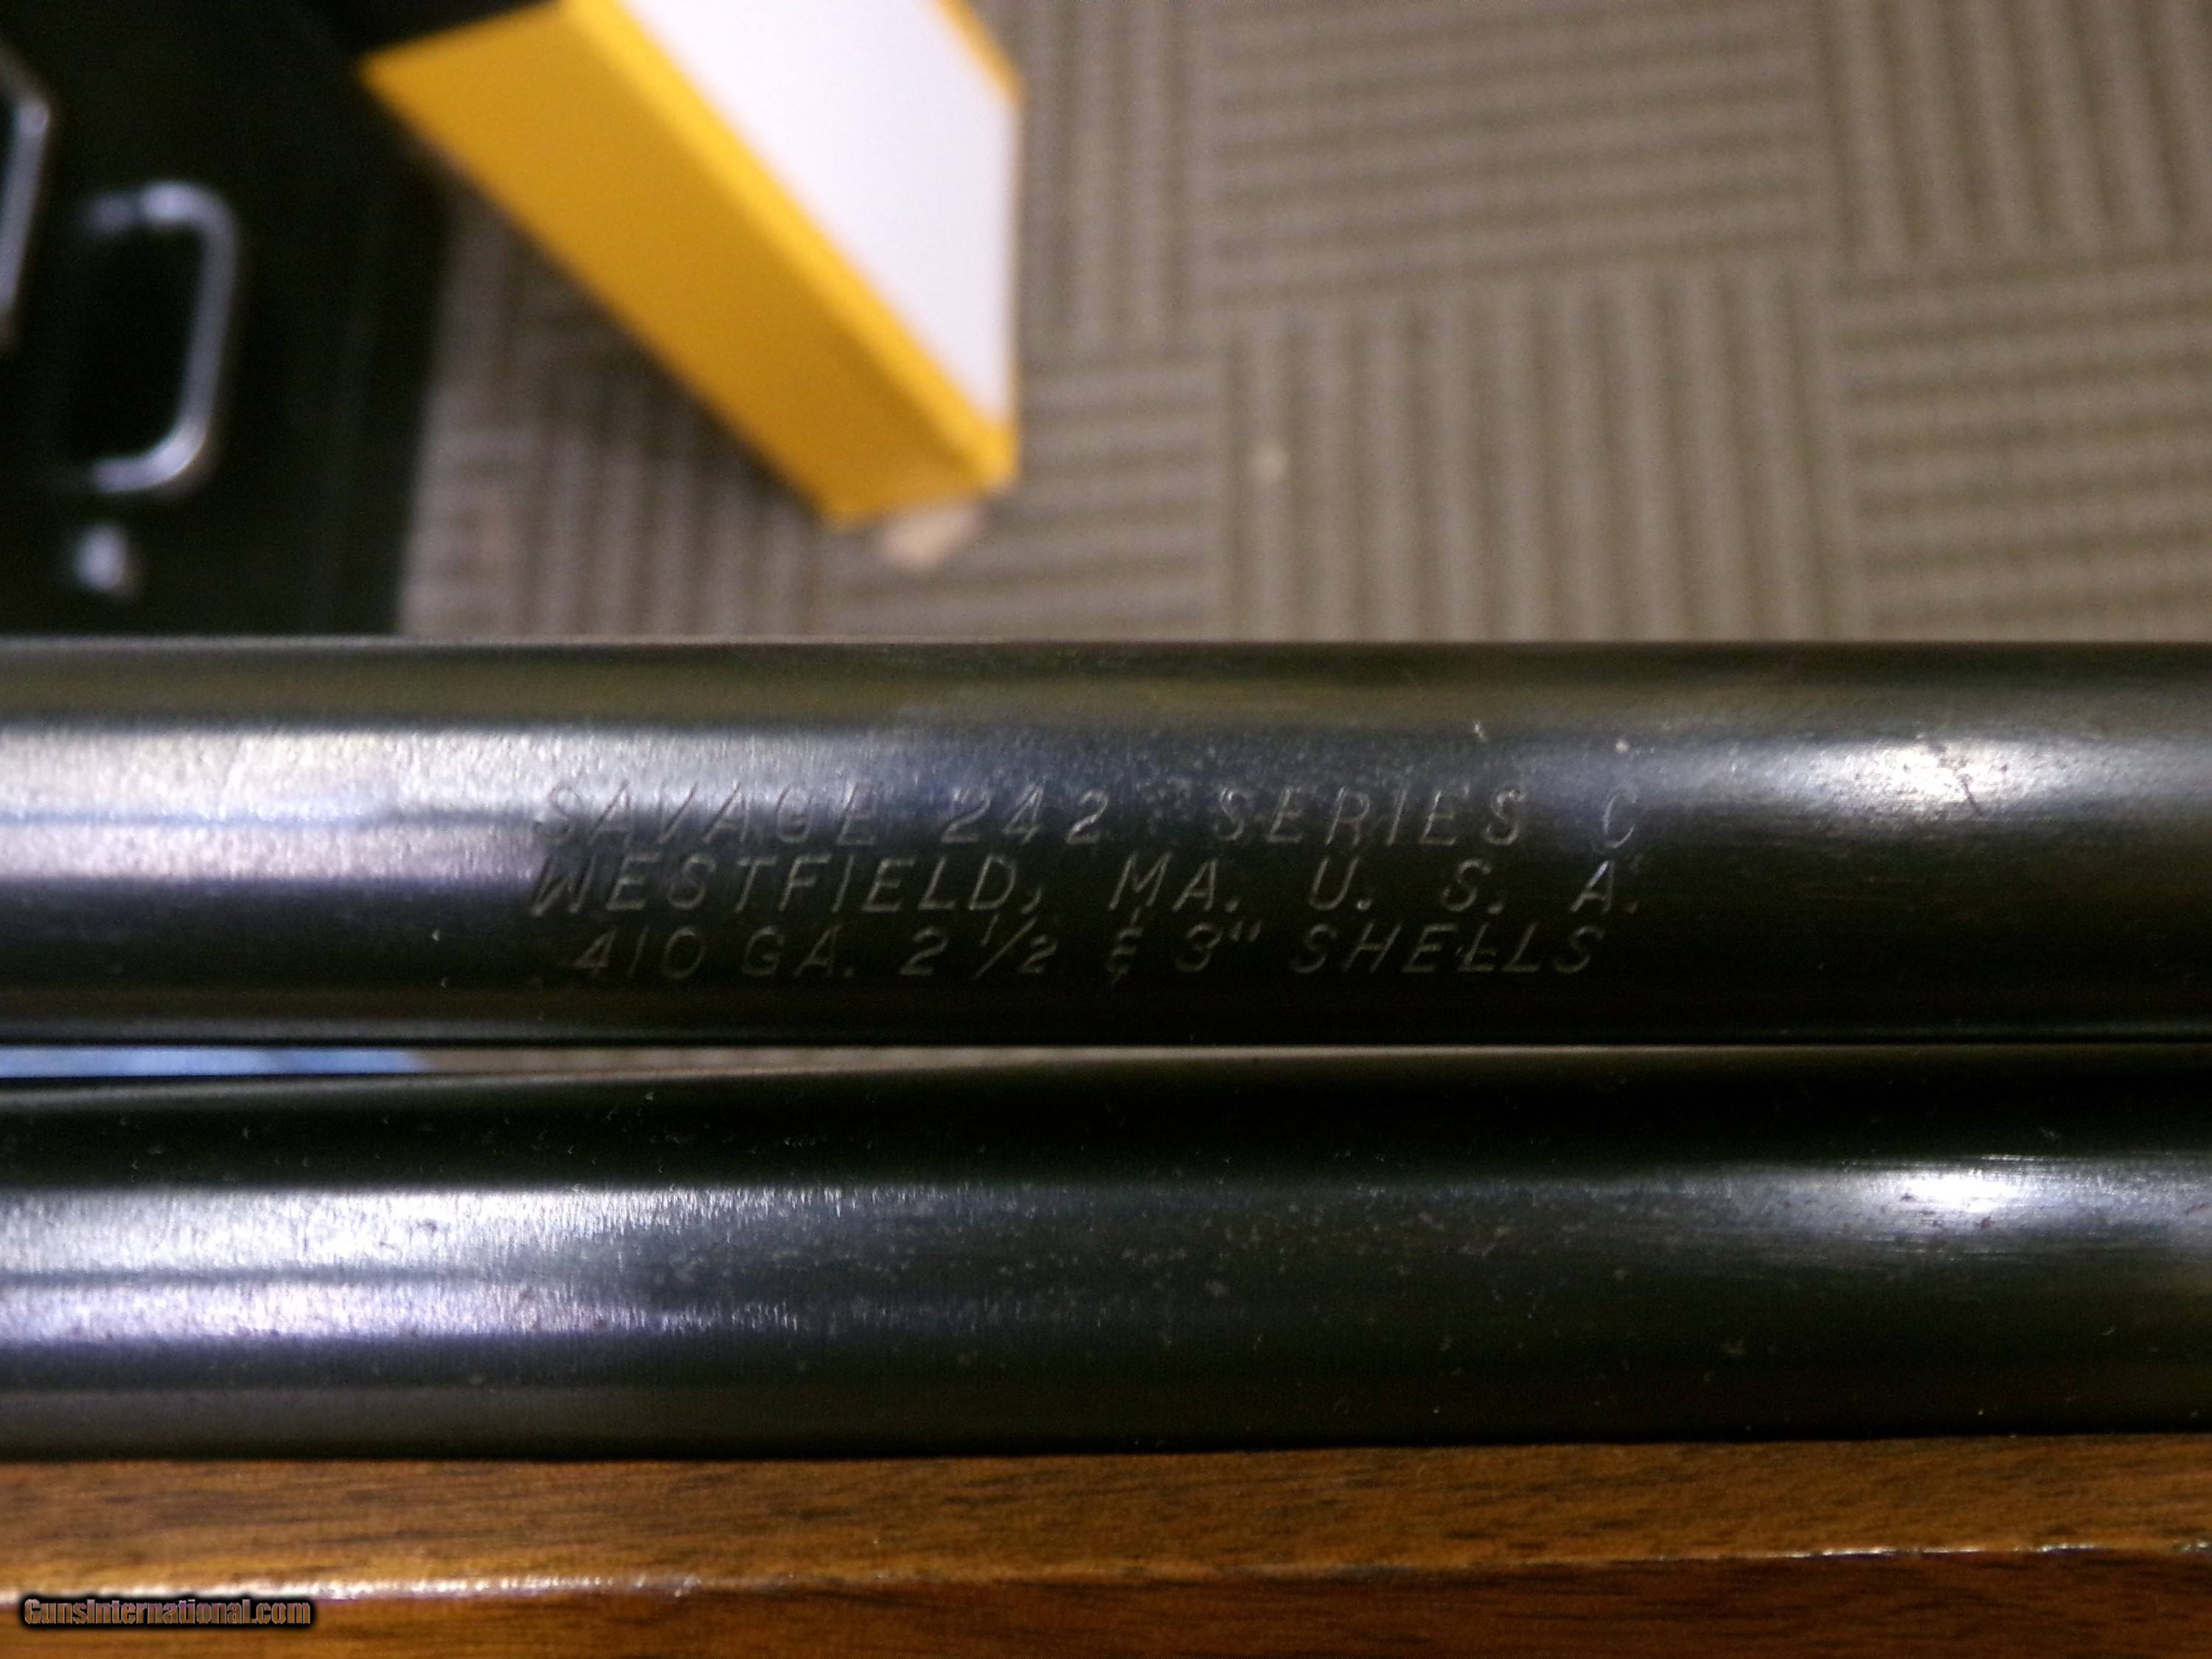 SAVAGE 242 SERIES C
WESTFIELD, MA. U. S. A.
410 GA. 2 1/2 & 3" SHELLS
GunsInternational.com